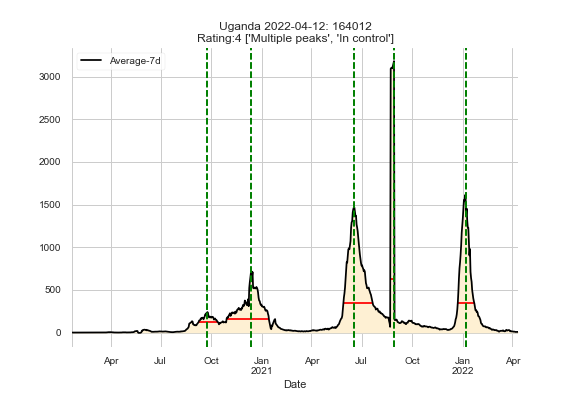 Uganda 2022-04-12: 164012
Rating:4 ['Multiple peaks', 'In control']
Average-7d
3000
2500
2000
1500
1000
500
0
Apr
Jul
Oct
Jan
2021
Apr
Jul
Oct
Jan
2022
Apr
Date